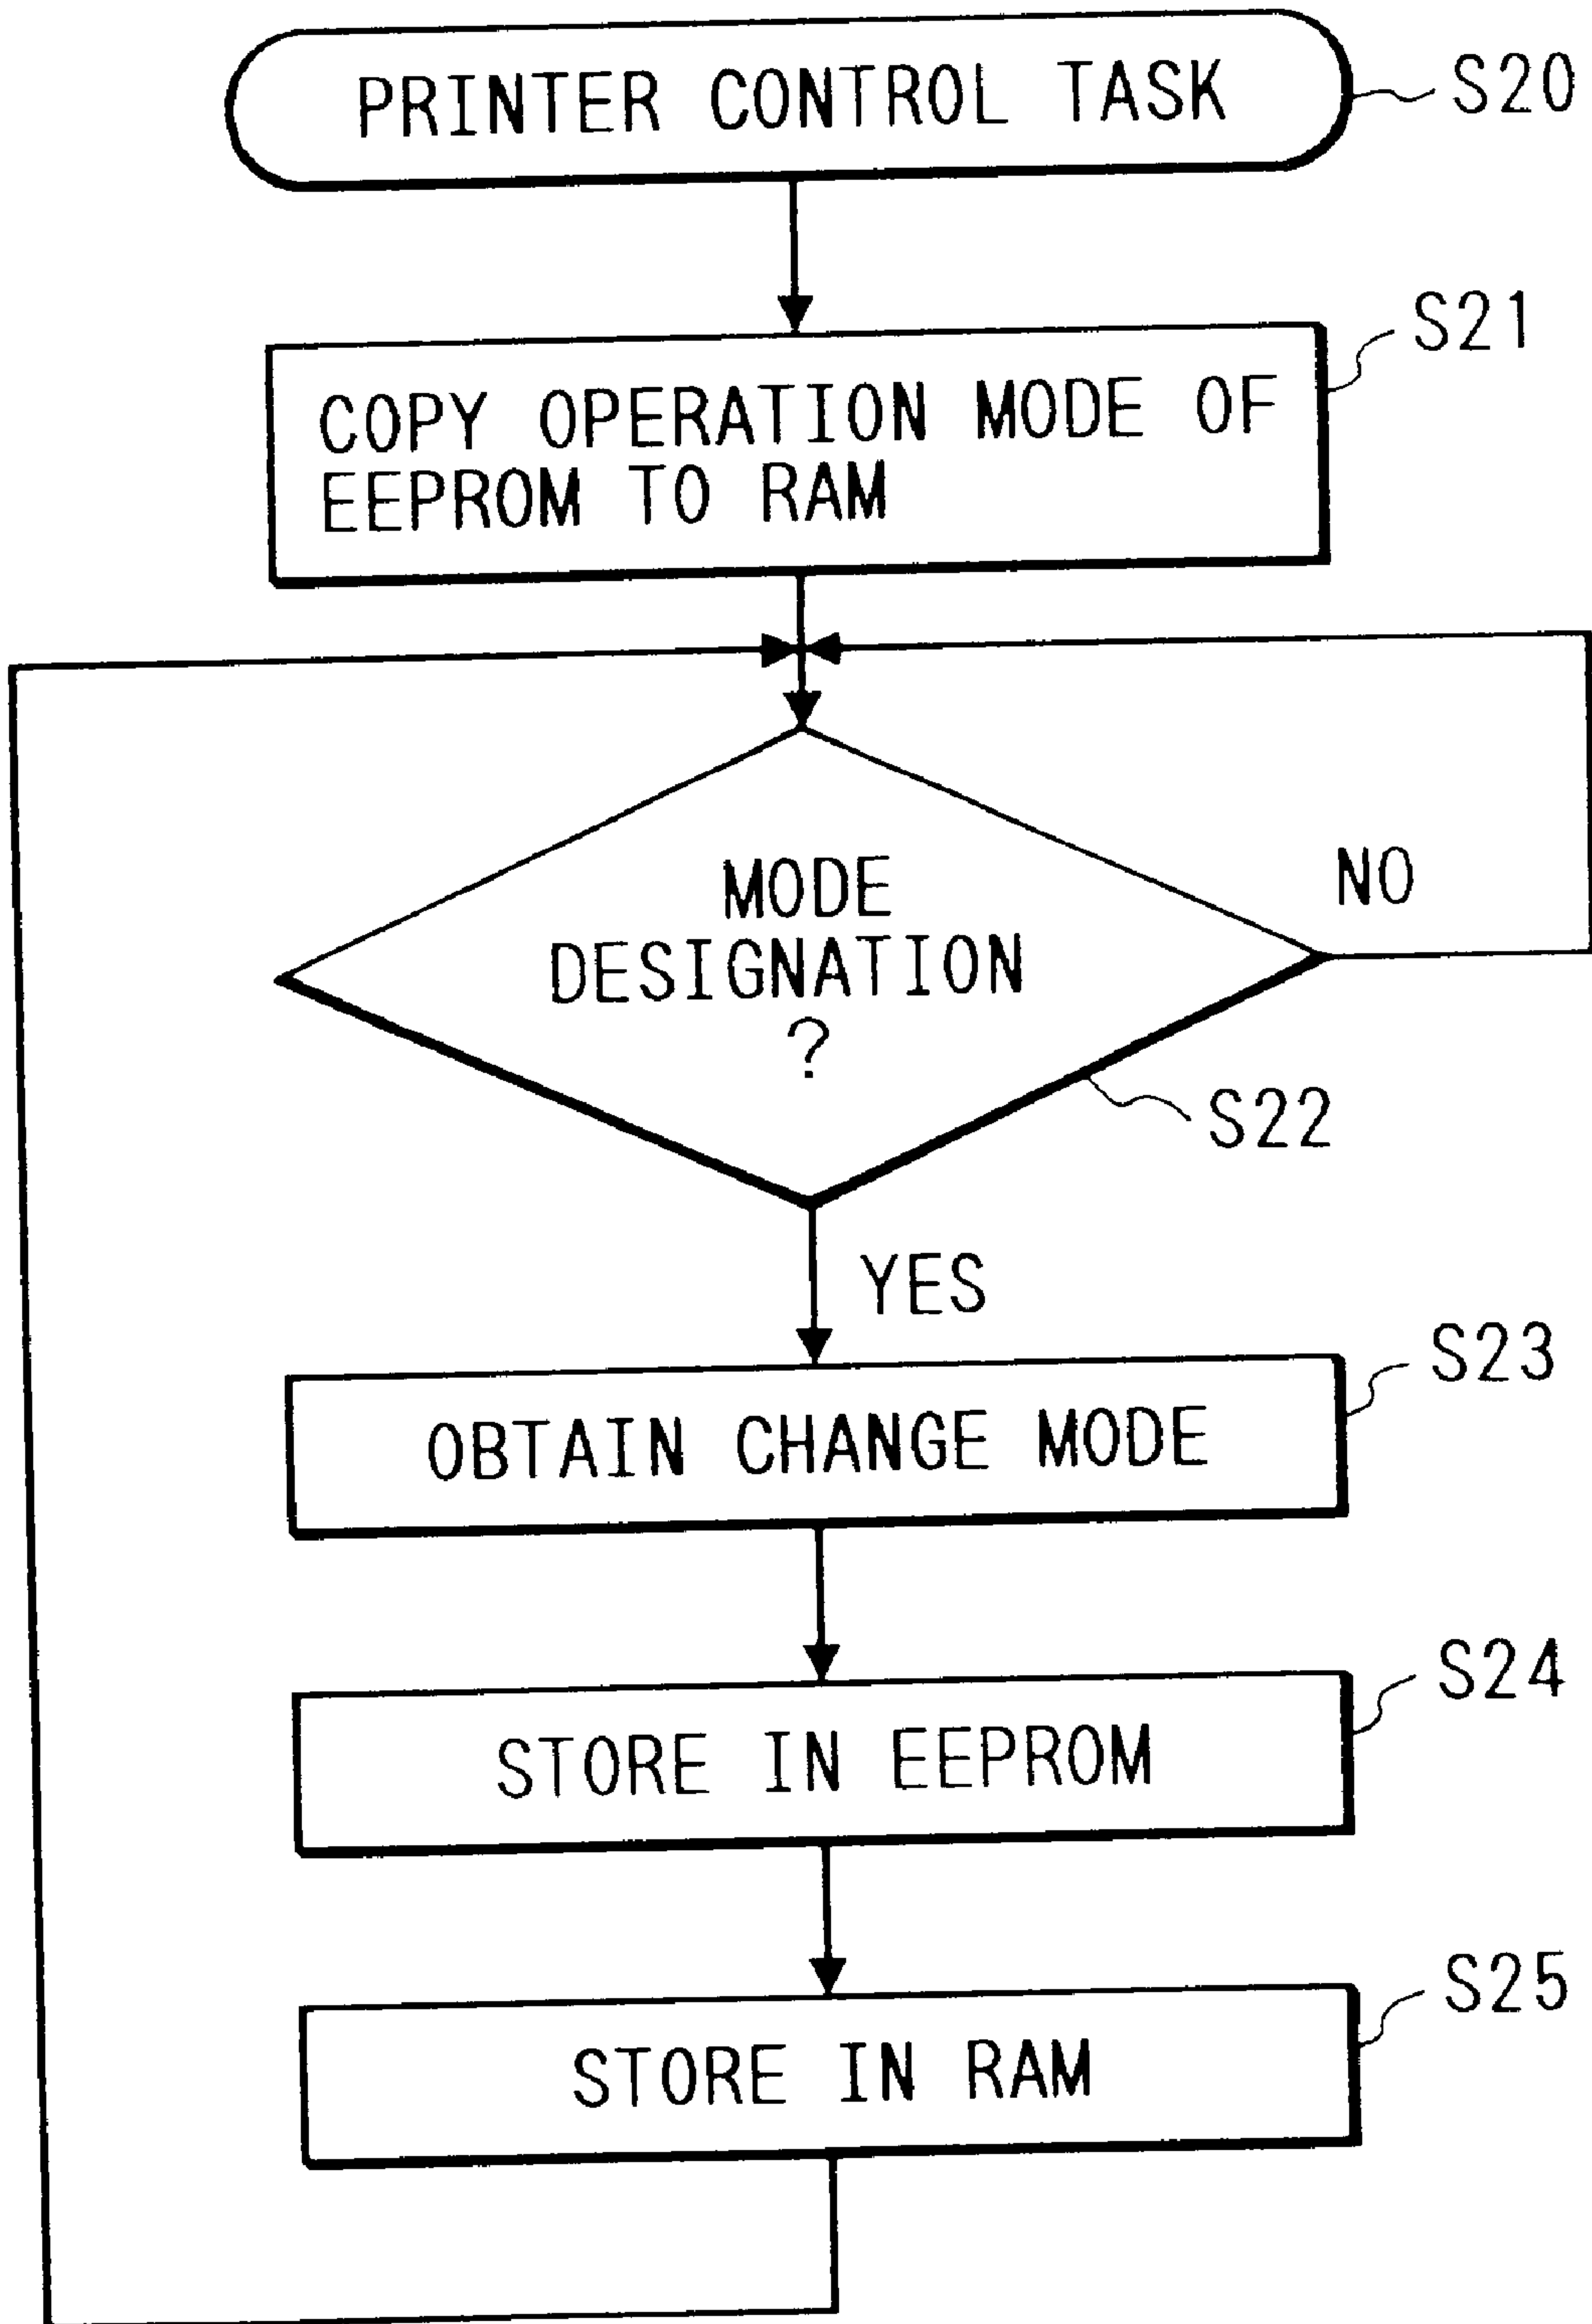 PRINTER CONTROL TASK
S20
S21
COPY OPERATION MODE OF
EEPROM TO RAM
MODE
DESIGNATION
?
NO
S22
YES
S23
OBTAIN CHANGE MODE
S24
STORE IN EEPROM
S25
STORE IN RAM